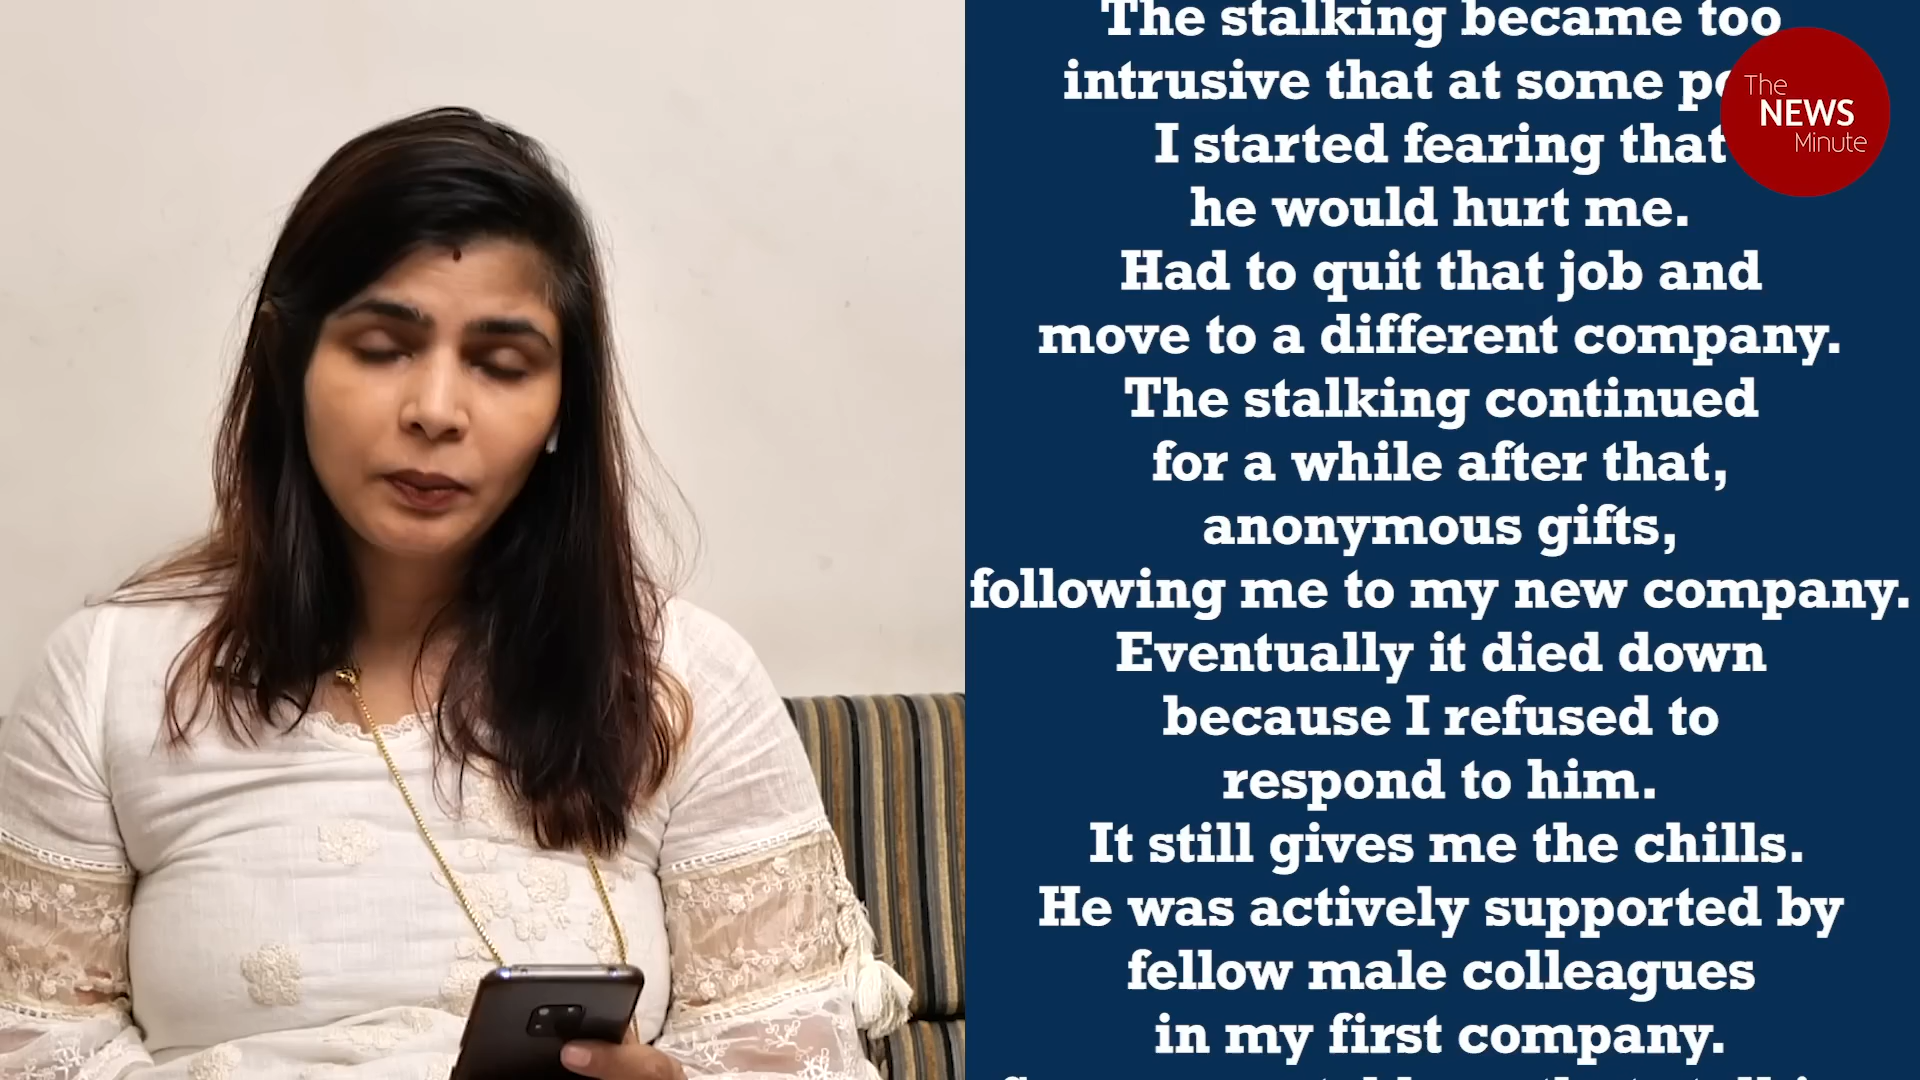 The stalking became too
intrusive that at some
I started fearing that
he would hurt me.
Had to quit that job and
move to a different company.
The stalking continued
for a while after that,
anonymous gifts,
following me to my new company.
Eventually it died down
because I refused to
respond to him.
It still gives me the chills.
He was actively supported by
fellow male colleagues
in my first company.
The
NEWS
Minute